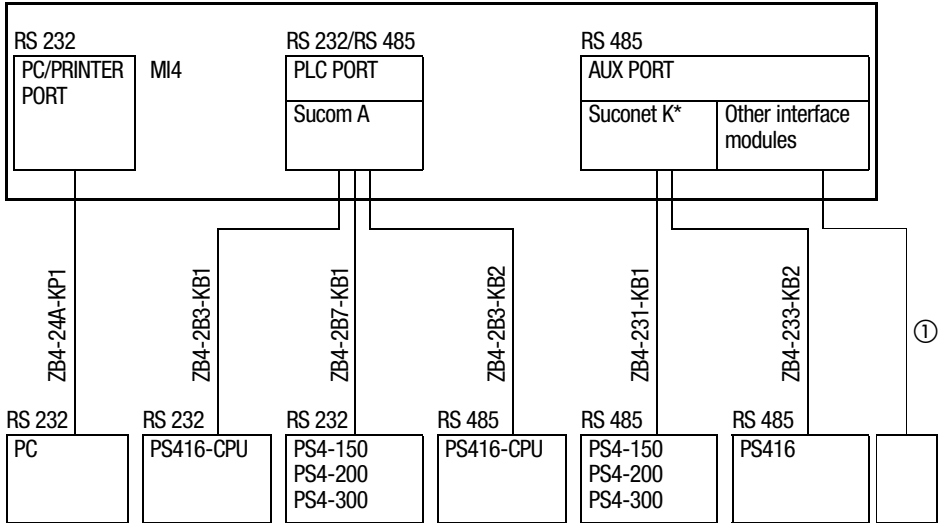 RS 232
RS 232/RS 485
RS 485
PC/PRINTER
PORT
MI4
PLC PORT
AUX PORT
Sucom A
Suconet K*
Other interface
modules
ZB4-24A-KP1
ZB4-2B3-KB1
ZB4-2B7-KB1
ZB4-2B3-KB2
ZB4-231-KB1
ZB4-233-KB2
①
RS 232
RS 232
RS 232
RS 485
RS 485
RS 485
PC
PS416-CPU
PS4-150
PS4-200
PS4-300
PS416-CPU
PS4-150
PS4-200
PS4-300
PS416